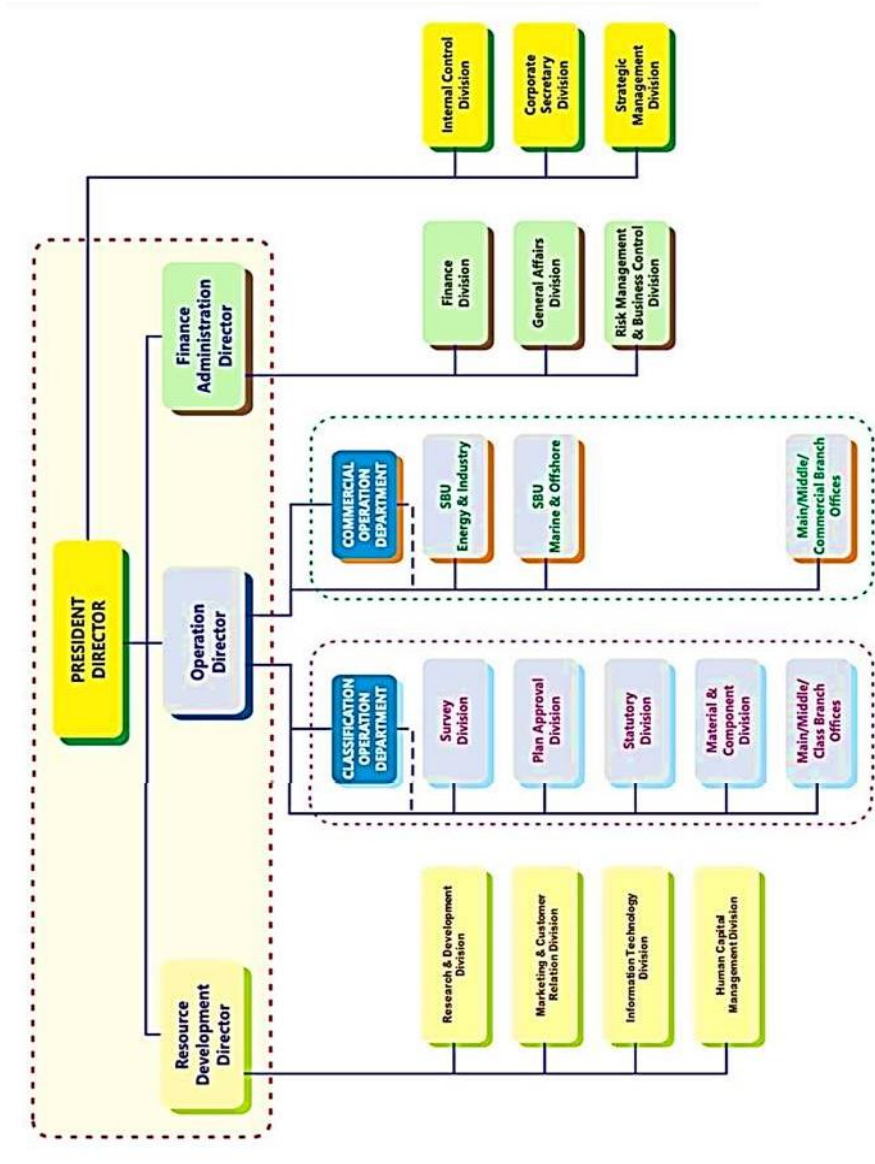 PRESIDENT
DIRECTOR
Resource
Development
Director
Operation
Director
Finance
Administration
Director
CLASSIFICATION
OPERATION
DEPARTMENT
COMMERCIAL
OPERATION
DEPARTMENT
Research & Development
Division
Marketing & Customer
Relation Division
Information Technology
Division
Human Capital
Management Division
Survey
Division
Plan Approval
Division
Statutory
Division
Material &
Component
Division
Main/Middle/
Class Branch
Offices
SBU
Energy & Industry
SBU
Marine & Offshore
Main/Middle/
Commercial Branch
Offices
Finance
Division
General Affairs
Division
Risk Management
& Business Control
Division
Internal Control
Division
Corporate
Secretary
Division
Strategic
Management
Division